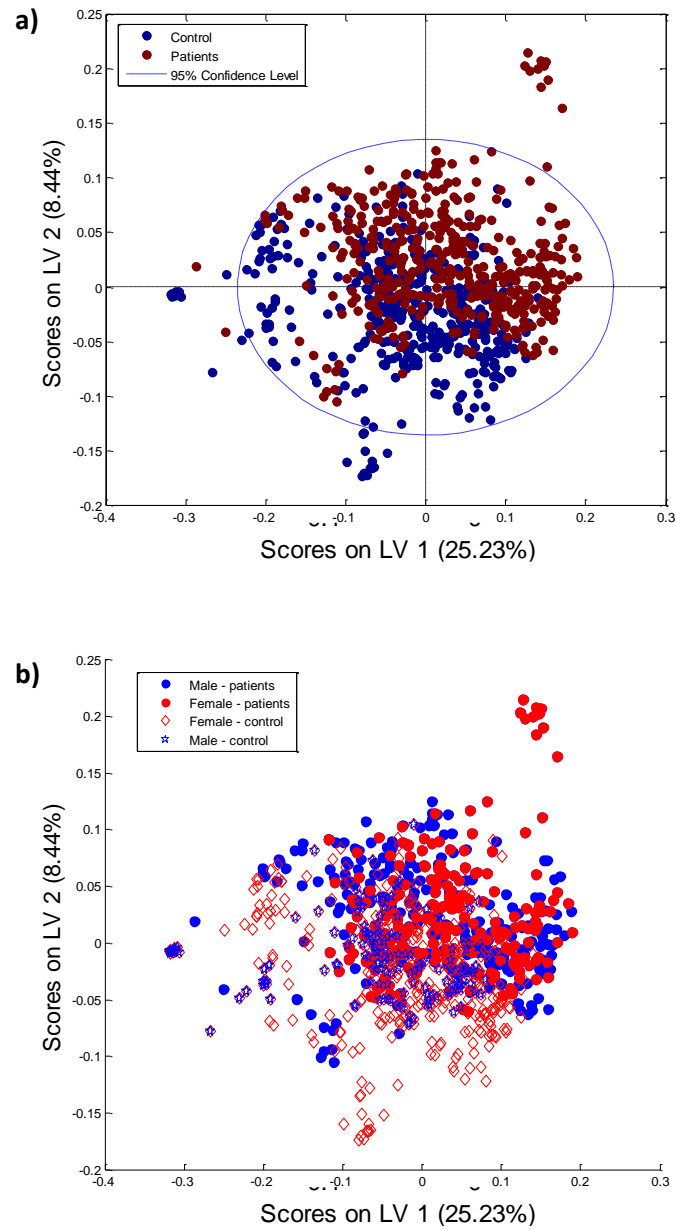 a)
0.25
0.2
0.15
0.1
0.05
0
-0.05
-0.1
-0.15
-0.2
Scores on LV 2 (8.44%)
Control
Patients
95% Confidence Level
-0.4
-0.3
-0.2
-0.1
0
0.1
0.2
0.3
Scores on LV 1 (25.23%)
b)
0.25
0.2
0.15
0.1
0.05
0
-0.05
-0.1
-0.15
-0.2
Scores on LV 2 (8.44%)
Male - patients
Female - patients
Female - control
Male - control
-0.4
-0.3
-0.2
-0.1
0
0.1
0.2
0.3
Scores on LV 1 (25.23%)